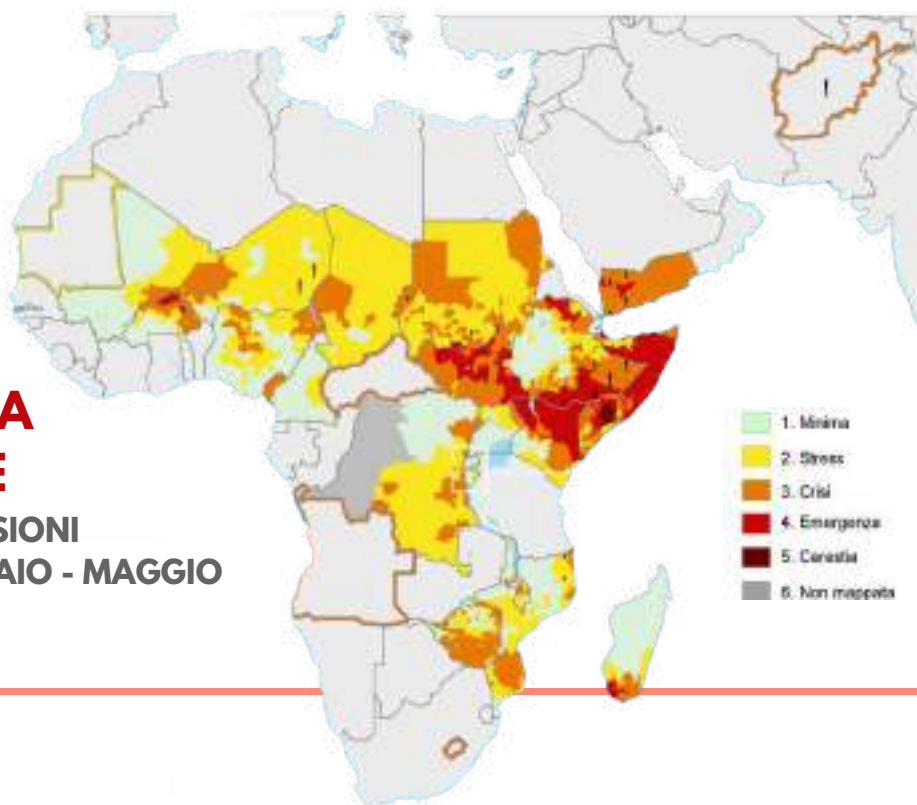 A
E
SIONI
AIO - MAGGIO
1. Minima
2. Stress
3. Crisi
4. Emergenza
5. Carestia
6. Non mappata
!